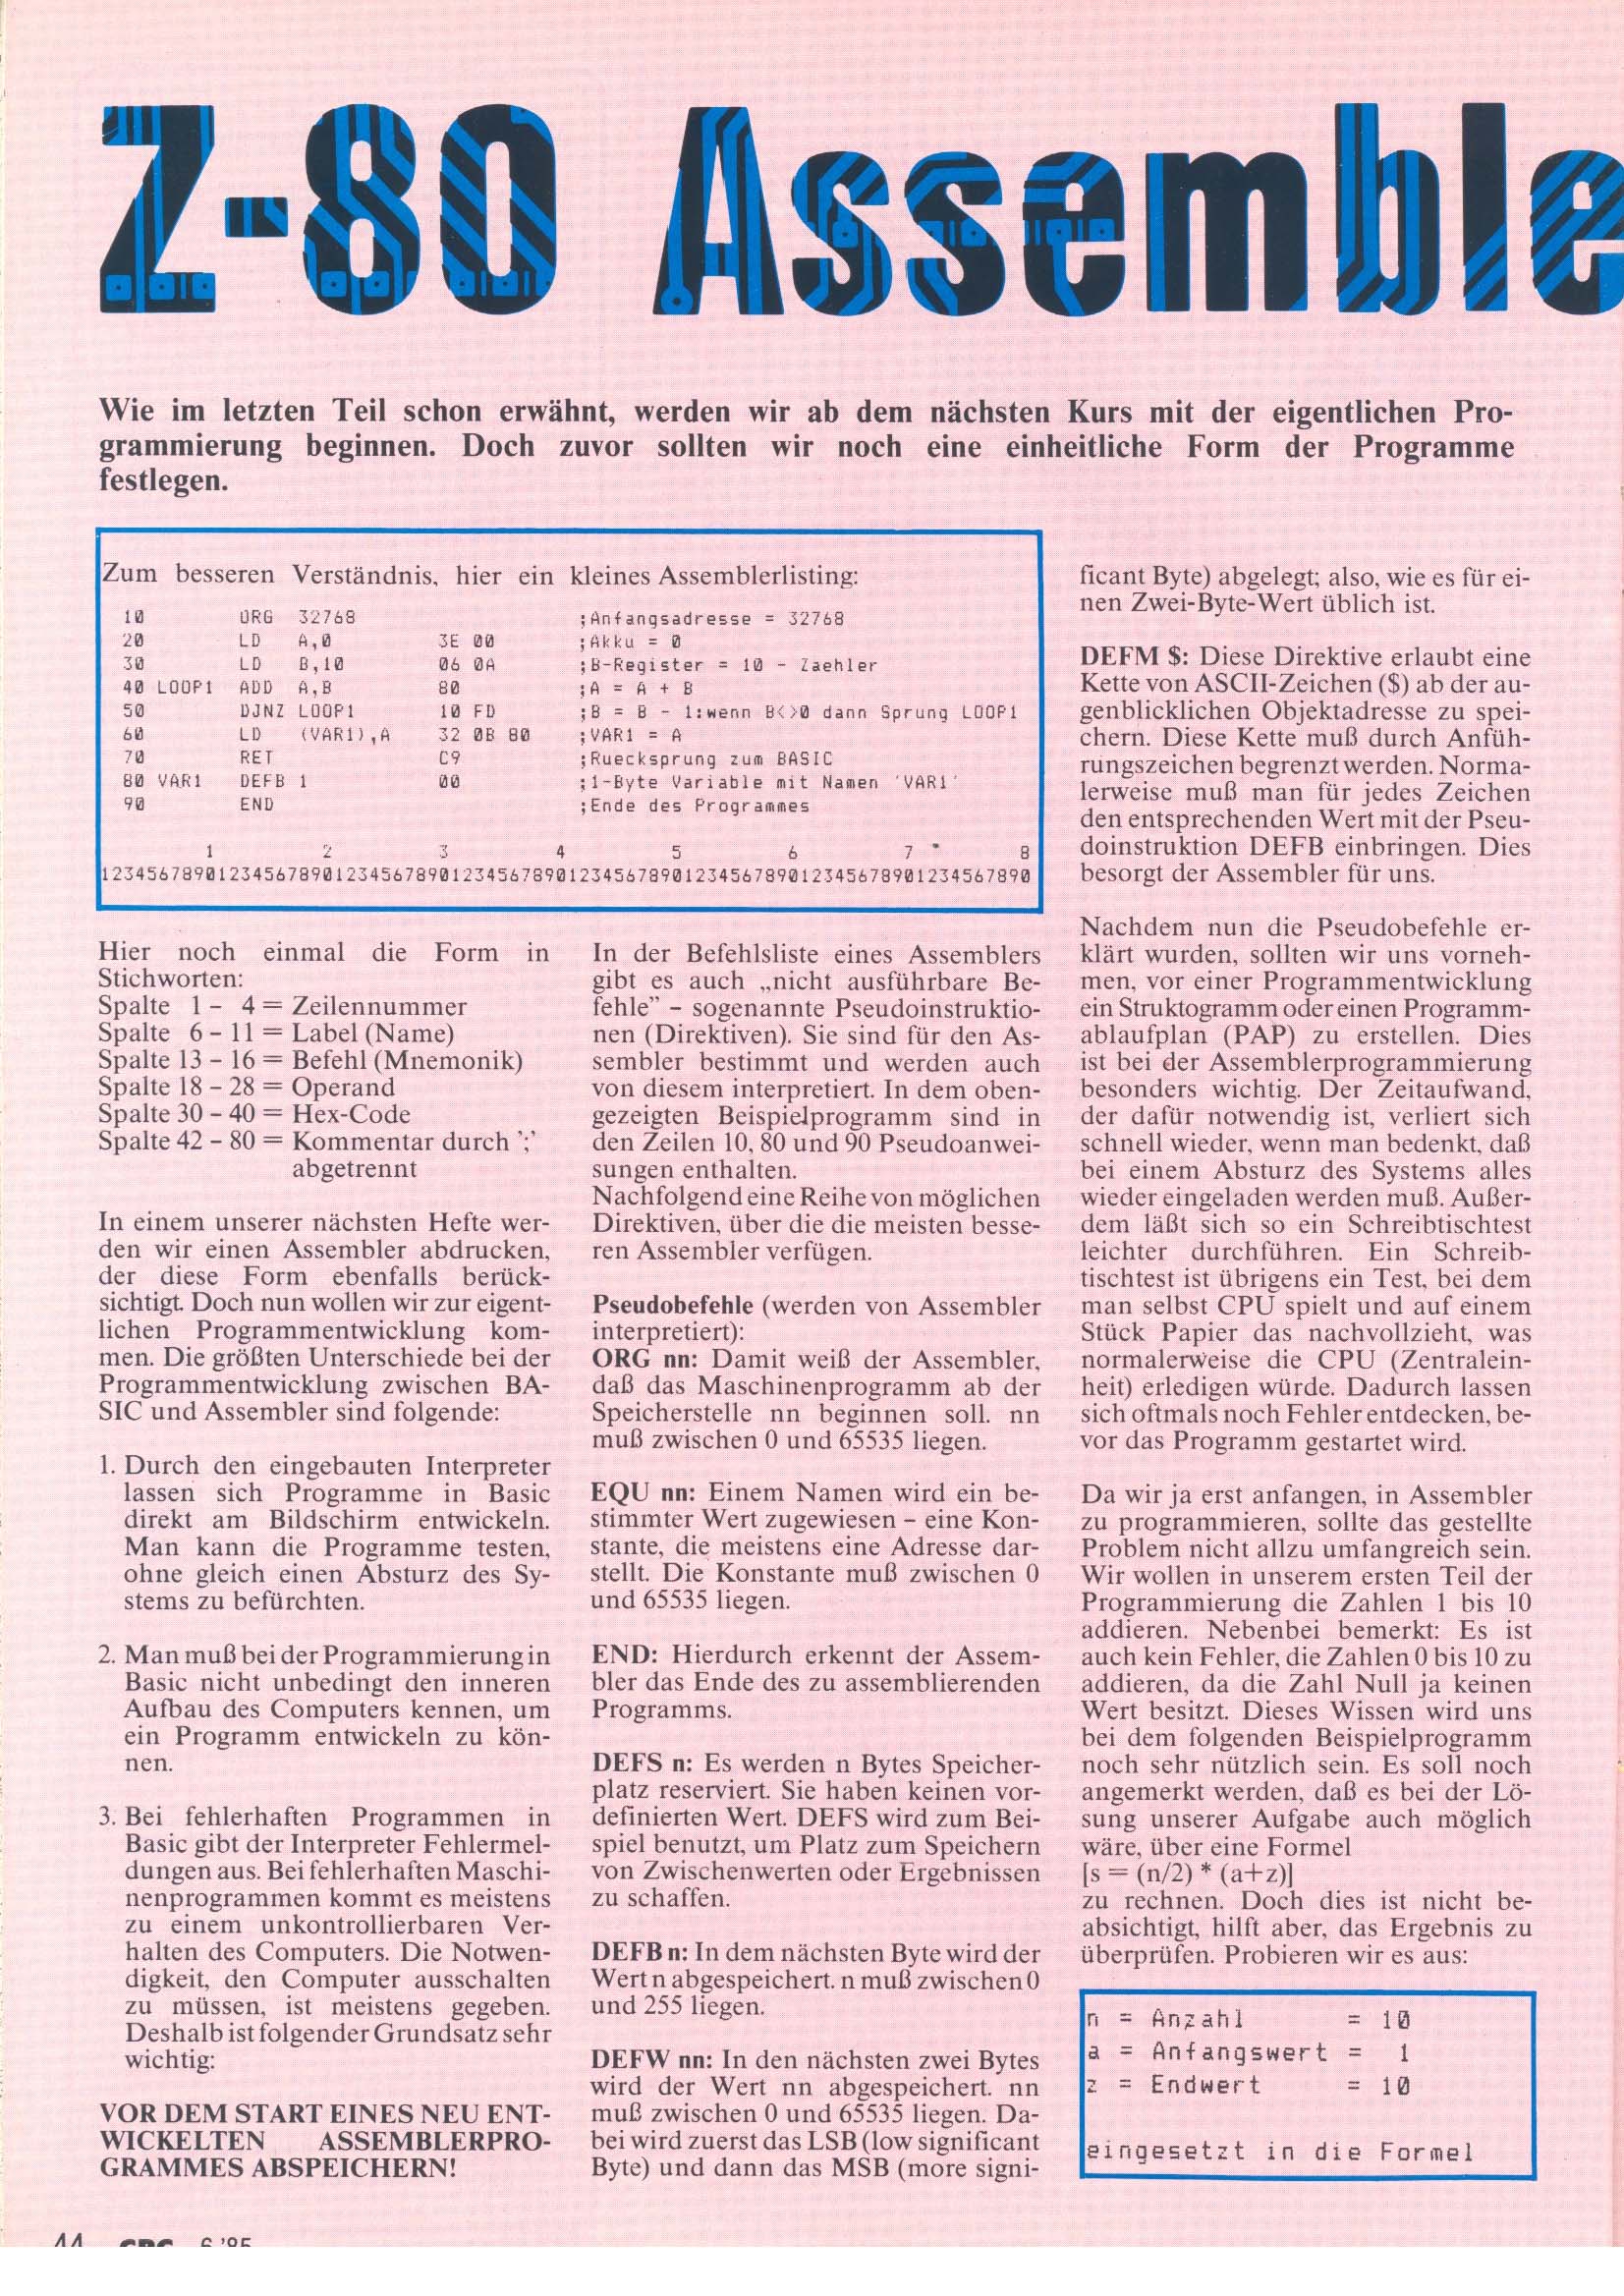 Z-80 Assemble
Wie im letzten Teil schon erwähnt, werden wir ab dem nächsten Kurs mit der eigentlichen Pro-
grammierung beginnen. Doch zuvor sollten wir noch eine einheitliche Form der Programme
festlegen.
Zum besseren Verständnis, hier ein kleines Assemblerlisting:
10 ORG 32768 ;Anfangsadresse = 32768
20 LD A,0 3E 00 ;Akku = 0
30 LD B,10 06 0A ;B-Register = 10 - Zaehler
40 LOOP1 ADD A,B 80 ;A = A + B
50 DJNZ LOOP1 10 FD ;B = B - 1:wenn B<>0 dann Sprung LOOP1
60 LD (VAR1),A 32 0B 80 ;VAR1 = A
70 RET C9 ;Ruecksprung zum BASIC
80 VAR1 DEFB 1 00 ;1-Byte Variable mit Namen 'VAR1'
90 END ;Ende des Programmes
1 2 3 4 5 6 7 8
12345678901234567890123456789012345678901234567890123456789012345678901234567890
Hier noch einmal die Form in
Stichworten:
Spalte 1 – 4 = Zeilennummer
Spalte 6 – 11 = Label (Name)
Spalte 13 – 16 = Befehl (Mnemonik)
Spalte 18 – 28 = Operand
Spalte 30 – 40 = Hex-Code
Spalte 42 – 80 = Kommentar durch ';'
abgetrennt
In einem unserer nächsten Hefte wer-
den wir einen Assembler abdrucken,
der diese Form ebenfalls berück-
sichtigt. Doch nun wollen wir zur eigent-
lichen Programmentwicklung kom-
men. Die größten Unterschiede bei der
Programmentwicklung zwischen BA-
SIC und Assembler sind folgende:
1. Durch den eingebauten Interpreter
lassen sich Programme in Basic
direkt am Bildschirm entwickeln.
Man kann die Programme testen,
ohne gleich einen Absturz des Sy-
stems zu befürchten.
2. Man muß bei der Programmierung in
Basic nicht unbedingt den inneren
Aufbau des Computers kennen, um
ein Programm entwickeln zu kön-
nen.
3. Bei fehlerhaften Programmen in
Basic gibt der Interpreter Fehlermel-
dungen aus. Bei fehlerhaften Maschi-
nenprogrammen kommt es meistens
zu einem unkontrollierbaren Ver-
halten des Computers. Die Notwen-
digkeit, den Computer ausschalten
zu müssen, ist meistens gegeben.
Deshalb ist folgender Grundsatz sehr
wichtig:
VOR DEM START EINES NEU ENT-
WICKELTEN ASSEMBLERPRO-
GRAMMES ABSPEICHERN!
In der Befehlsliste eines Assemblers
gibt es auch „nicht ausführbare Be-
fehle” – sogenannte Pseudoinstruktio-
nen (Direktiven). Sie sind für den As-
sembler bestimmt und werden auch
von diesem interpretiert. In dem oben-
gezeigten Beispielprogramm sind in
den Zeilen 10, 80 und 90 Pseudoanwei-
sungen enthalten.
Nachfolgend eine Reihe von möglichen
Direktiven, über die die meisten besse-
ren Assembler verfügen.
Pseudobefehle (werden von Assembler
interpretiert):
ORG nn: Damit weiß der Assembler,
daß das Maschinenprogramm ab der
Speicherstelle nn beginnen soll. nn
muß zwischen 0 und 65535 liegen.
EQU nn: Einem Namen wird ein be-
stimmter Wert zugewiesen – eine Kon-
stante, die meistens eine Adresse dar-
stellt. Die Konstante muß zwischen 0
und 65535 liegen.
END: Hierdurch erkennt der Assem-
bler das Ende des zu assemblierenden
Programms.
DEFS n: Es werden n Bytes Speicher-
platz reserviert. Sie haben keinen vor-
definierten Wert. DEFS wird zum Bei-
spiel benutzt, um Platz zum Speichern
von Zwischenwerten oder Ergebnissen
zu schaffen.
DEFB n: In dem nächsten Byte wird der
Wert n abgespeichert. n muß zwischen 0
und 255 liegen.
DEFW nn: In den nächsten zwei Bytes
wird der Wert nn abgespeichert. nn
muß zwischen 0 und 65535 liegen. Da-
bei wird zuerst das LSB (low significant
Byte) und dann das MSB (more signi-
ficant Byte) abgelegt; also, wie es für ei-
nen Zwei-Byte-Wert üblich ist.
DEFM $: Diese Direktive erlaubt eine
Kette von ASCII-Zeichen ($) ab der au-
genblicklichen Objektadresse zu spei-
chern. Diese Kette muß durch Anfüh-
rungszeichen begrenzt werden. Norma-
lerweise muß man für jedes Zeichen
den entsprechenden Wert mit der Pseu-
doinstruktion DEFB einbringen. Dies
besorgt der Assembler für uns.
Nachdem nun die Pseudobefehle er-
klärt wurden, sollten wir uns vorneh-
men, vor einer Programmentwicklung
ein Struktogramm oder einen Programm-
ablaufplan (PAP) zu erstellen. Dies
ist bei der Assemblerprogrammierung
besonders wichtig. Der Zeitaufwand,
der dafür notwendig ist, verliert sich
schnell wieder, wenn man bedenkt, daß
bei einem Absturz des Systems alles
wieder eingeladen werden muß. Außer-
dem läßt sich so ein Schreibtischtest
leichter durchführen. Ein Schreib-
tischtest ist übrigens ein Test, bei dem
man selbst CPU spielt und auf einem
Stück Papier das nachvollzieht, was
normalerweise die CPU (Zentralein-
heit) erledigen würde. Dadurch lassen
sich oftmals noch Fehler entdecken, be-
vor das Programm gestartet wird.
Da wir ja erst anfangen, in Assembler
zu programmieren, sollte das gestellte
Problem nicht allzu umfangreich sein.
Wir wollen in unserem ersten Teil der
Programmierung die Zahlen 1 bis 10
addieren. Nebenbei bemerkt: Es ist
auch kein Fehler, die Zahlen 0 bis 10 zu
addieren, da die Zahl Null ja keinen
Wert besitzt. Dieses Wissen wird uns
bei dem folgenden Beispielprogramm
noch sehr nützlich sein. Es soll noch
angemerkt werden, daß es bei der Lö-
sung unserer Aufgabe auch möglich
wäre, über eine Formel
[s = (n/2) * (a+z)]
zu rechnen. Doch dies ist nicht be-
absichtigt, hilft aber, das Ergebnis zu
überprüfen. Probieren wir es aus:
n = Anzahl = 10
a = Anfangswert = 1
z = Endwert = 10
eingesetzt in die Formel
44 CPC 6 '85